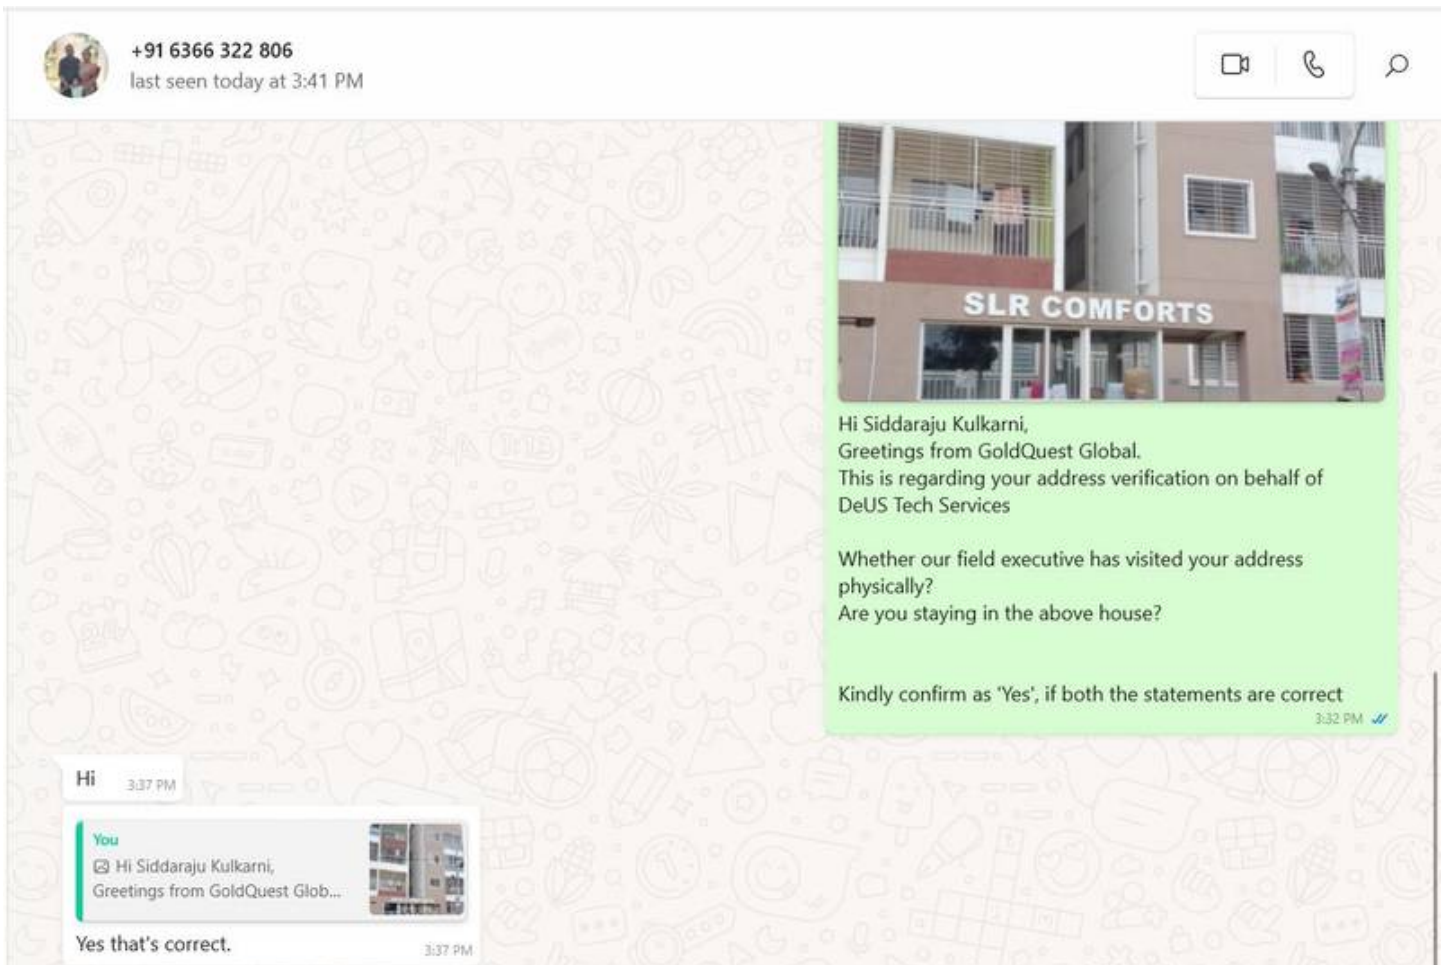 +91 6366 322 806
last seen today at 3:41 PM
SLR COMFORTS
Hi Siddaraju Kulkarni,
Greetings from GoldQuest Global.
This is regarding your address verification on behalf of
DeUS Tech Services
Whether our field executive has visited your address
physically?
Are you staying in the above house?
Kindly confirm as 'Yes', if both the statements are correct
3:32 PM
Hi 3:37 PM
You
Hi Siddaraju Kulkarni,
Greetings from GoldQuest Glob...
Yes that's correct. 3:37 PM